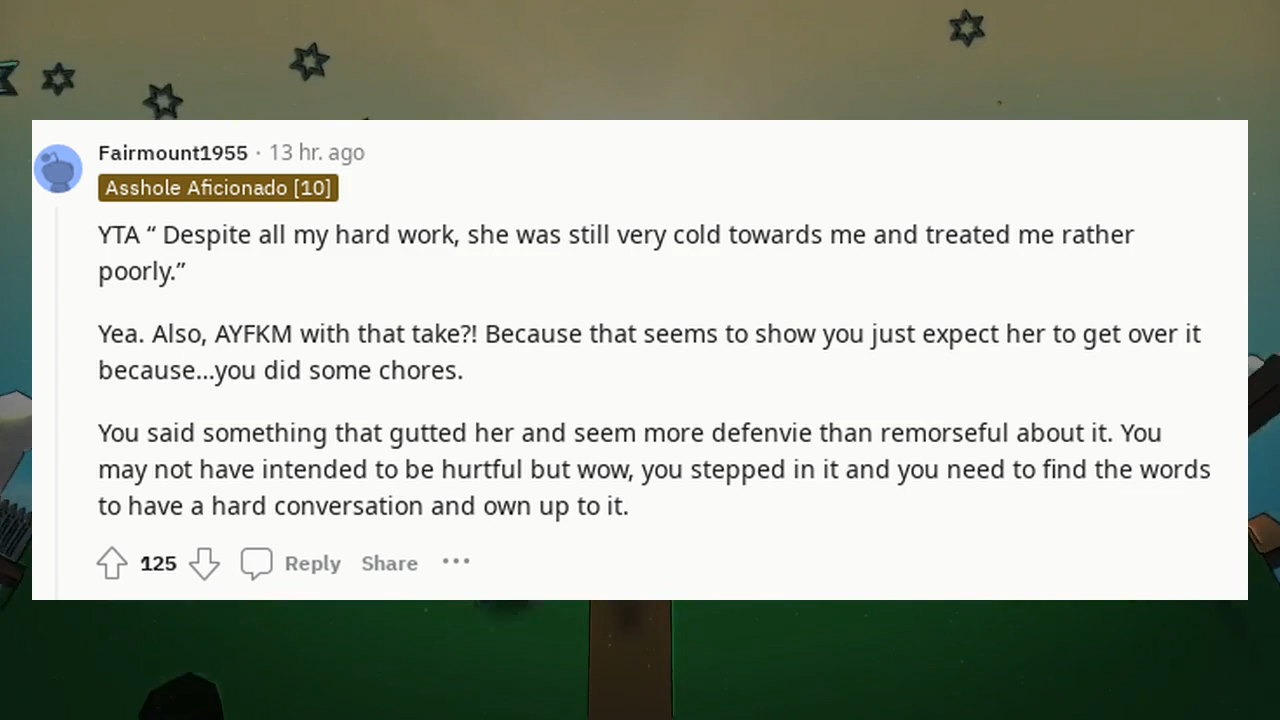 Fairmount1955 · 13 hr. ago
Asshole Aficionado [10]
YTA “ Despite all my hard work, she was still very cold towards me and treated me rather
poorly.”
Yea. Also, AYFKM with that take?! Because that seems to show you just expect her to get over it
because...you did some chores.
You said something that gutted her and seem more defenvie than remorseful about it. You
may not have intended to be hurtful but wow, you stepped in it and you need to find the words
to have a hard conversation and own up to it.
125 Reply Share ···